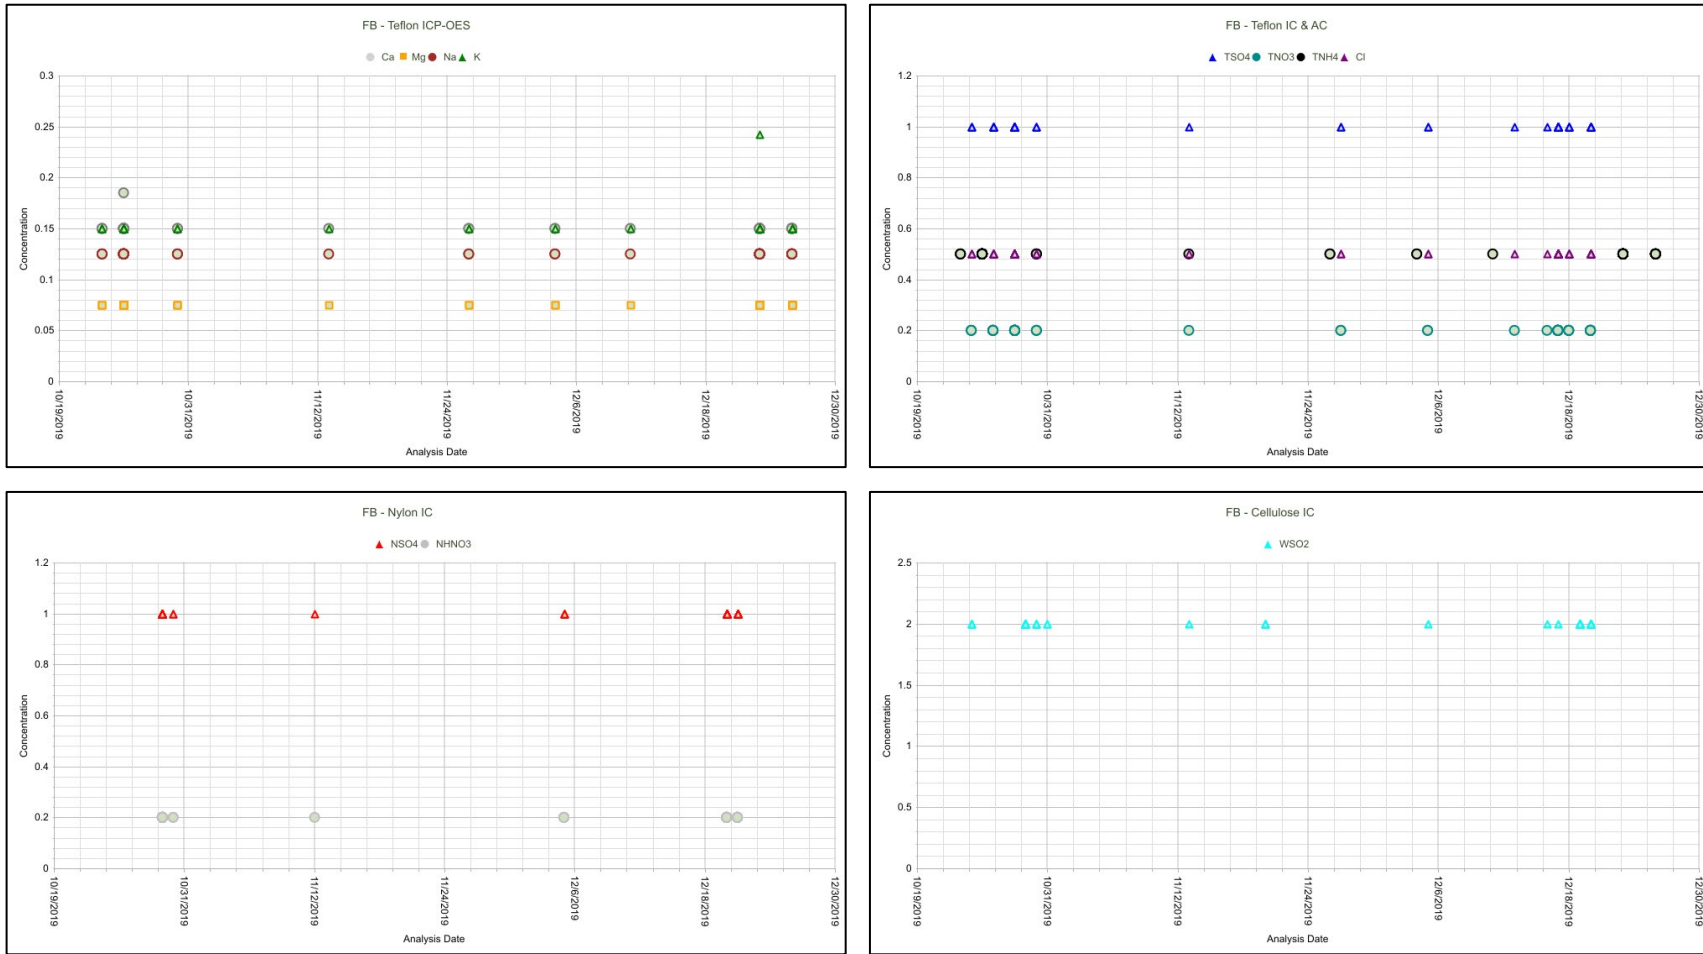 FB - Teflon ICP-OES
Ca Mg Na K
0.3
0.25
0.2
0.15
0.1
0.05
0
Concentration
10/19/2019 10/31/2019 11/12/2019 11/24/2019 12/6/2019 12/18/2019 12/30/2019
Analysis Date
FB - Teflon IC & AC
TSO4 TNO3 TNH4 Cl
1.2
1
0.8
0.6
0.4
0.2
0
Concentration
10/19/2019 10/31/2019 11/12/2019 11/24/2019 12/6/2019 12/18/2019 12/30/2019
Analysis Date
FB - Nylon IC
NSO4 NHNO3
1.2
1
0.8
0.6
0.4
0.2
0
Concentration
10/19/2019 10/31/2019 11/12/2019 11/24/2019 12/6/2019 12/18/2019 12/30/2019
Analysis Date
FB - Cellulose IC
WSO2
2.5
2
1.5
1
0.5
0
Concentration
10/19/2019 10/31/2019 11/12/2019 11/24/2019 12/6/2019 12/18/2019 12/30/2019
Analysis Date